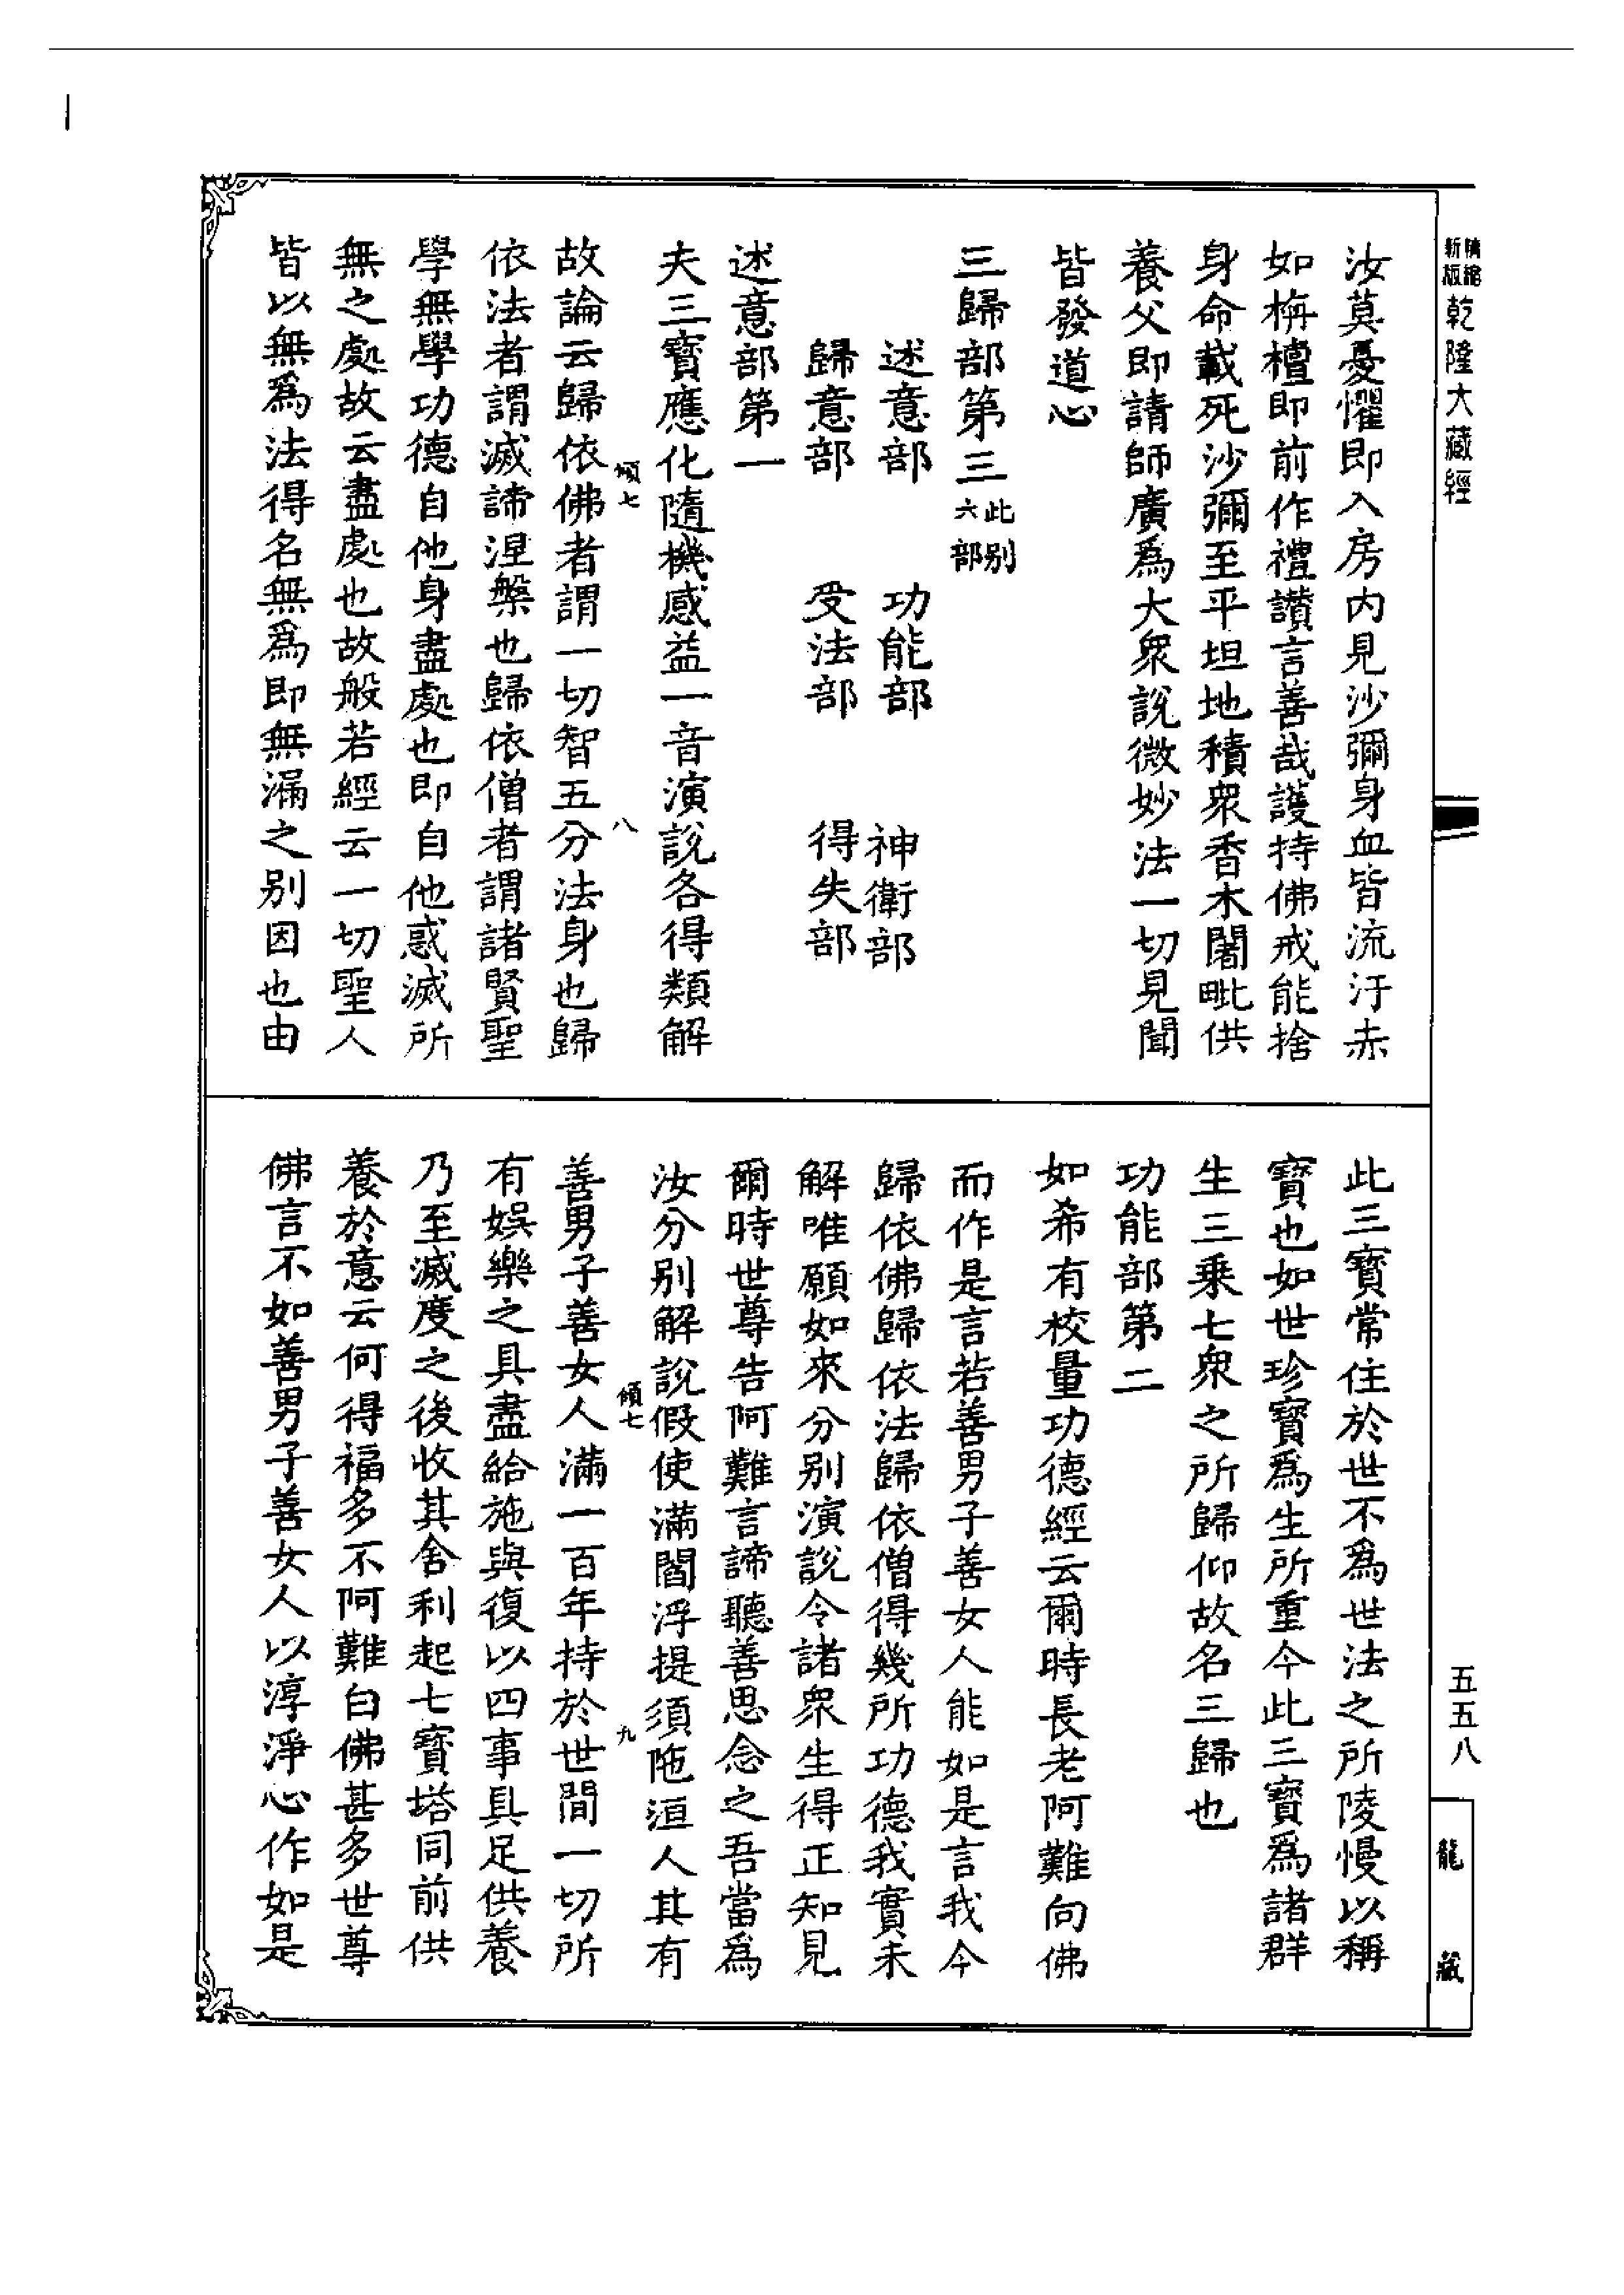 精縮新版乾隆大藏經
汝莫憂懼即入房內見沙彌身血皆流汙赤
如栴檀即前作禮讚言善哉護持佛戒能捨
身命載死沙彌至平坦地積眾香木闍毗供
養父即請師廣為大眾說微妙法一切見聞
皆發道心
三歸部第三此別六部
述意部 功能部 神衛部
歸意部 受法部 得失部
述意部第一
夫三寶應化隨機感益一音演說各得類解
傾七 八
故論云歸依佛者謂一切智五分法身也歸
依法者謂滅諦涅槃也歸依僧者謂諸賢聖
學無學功德自他身盡處也即自他惑滅所
無之處故云盡處也故般若經云一切聖人
皆以無為法得名無為即無漏之別因也由
此三寶常住於世不為世法之所陵慢以稱
寶也如世珍寶為生所重今此三寶為諸群
生三乘七眾之所歸仰故名三歸也
功能部第二
如希有校量功德經云爾時長老阿難向佛
而作是言若善男子善女人能如是言我今
歸依佛歸依法歸依僧得幾所功德我實未
解唯願如來分別演說令諸眾生得正知見
爾時世尊告阿難言諦聽善思念之吾當為
汝分別解說假使滿閻浮提須陀洹人其有
傾七 九
善男子善女人滿一百年持於世間一切所
有娛樂之具盡給施與復以四事具足供養
乃至滅度之後收其舍利起七寶塔同前供
養於意云何得福多不阿難白佛甚多世尊
佛言不如善男子善女人以淳淨心作如是
五五八
龍藏